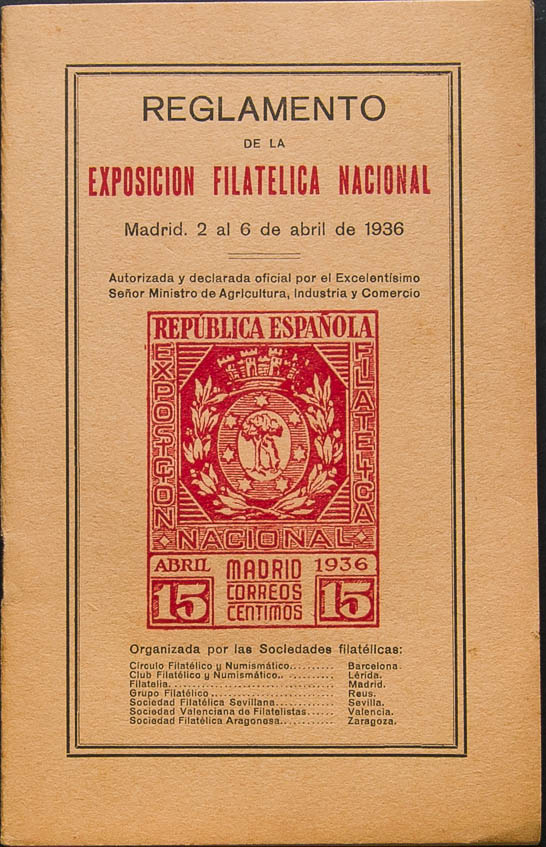 REGLAMENTO
DE LA
EXPOSICION FILATELICA NACIONAL
Madrid. 2 al 6 de abril de 1936
Autorizada y declarada oficial por el Excelentísimo
Señor Ministro de Agricultura, Industria y Comercio
REPÚBLICA ESPAÑOLA
EXPOSICION
FILATELICA
NACIONAL
ABRIL MADRID 1936
15 CORREOS 15
CENTIMOS
Organizada por las Sociedades filatélicas:
Círculo Filatélico y Numismático.......... Barcelona.
Club Filatélico y Numismático............ Lérida.
Filatelia................................ Madrid.
Grupo Filatélico......................... Reus.
Sociedad Filatélica Sevillana............ Sevilla.
Sociedad Valenciana de Filatelistas...... Valencia.
Sociedad Filatélica Aragonesa............ Zaragoza.